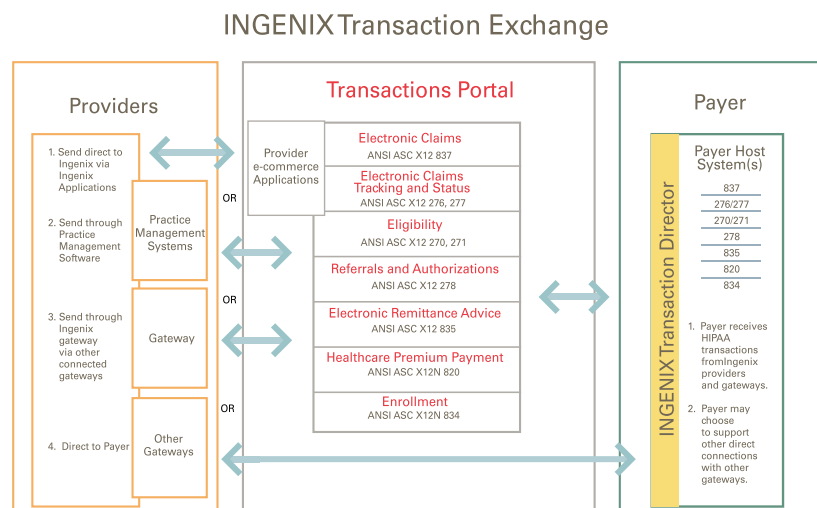 INGENIX Transaction Exchange
Providers
1. Send direct to
Ingenix via
Ingenix
Applications
2. Send through
Practice
Management
Software
3. Send through
Ingenix
gateway
via other
connected
gateways
4. Direct to Payer
Practice
Management
Systems
Gateway
Other
Gateways
OR
OR
OR
Transactions Portal
Provider
e-commerce
Applications
Electronic Claims
ANSI ASC X12 837
Electronic Claims
Tracking and Status
ANSI ASC X12 276, 277
Eligibility
ANSI ASC X12 270, 271
Referrals and Authorizations
ANSI ASC X12 278
Electronic Remittance Advice
ANSI ASC X12 835
Healthcare Premium Payment
ANSI ASC X12N 820
Enrollment
ANSI ASC X12N 834
Payer
INGENIX Transaction Director
Payer Host
System(s)
837
276/277
270/271
278
835
820
834
1. Payer receives
HIPAA
transactions
fromIngenix
providers
and gateways.
2. Payer may
choose
to support
other direct
connections
with other
gateways.